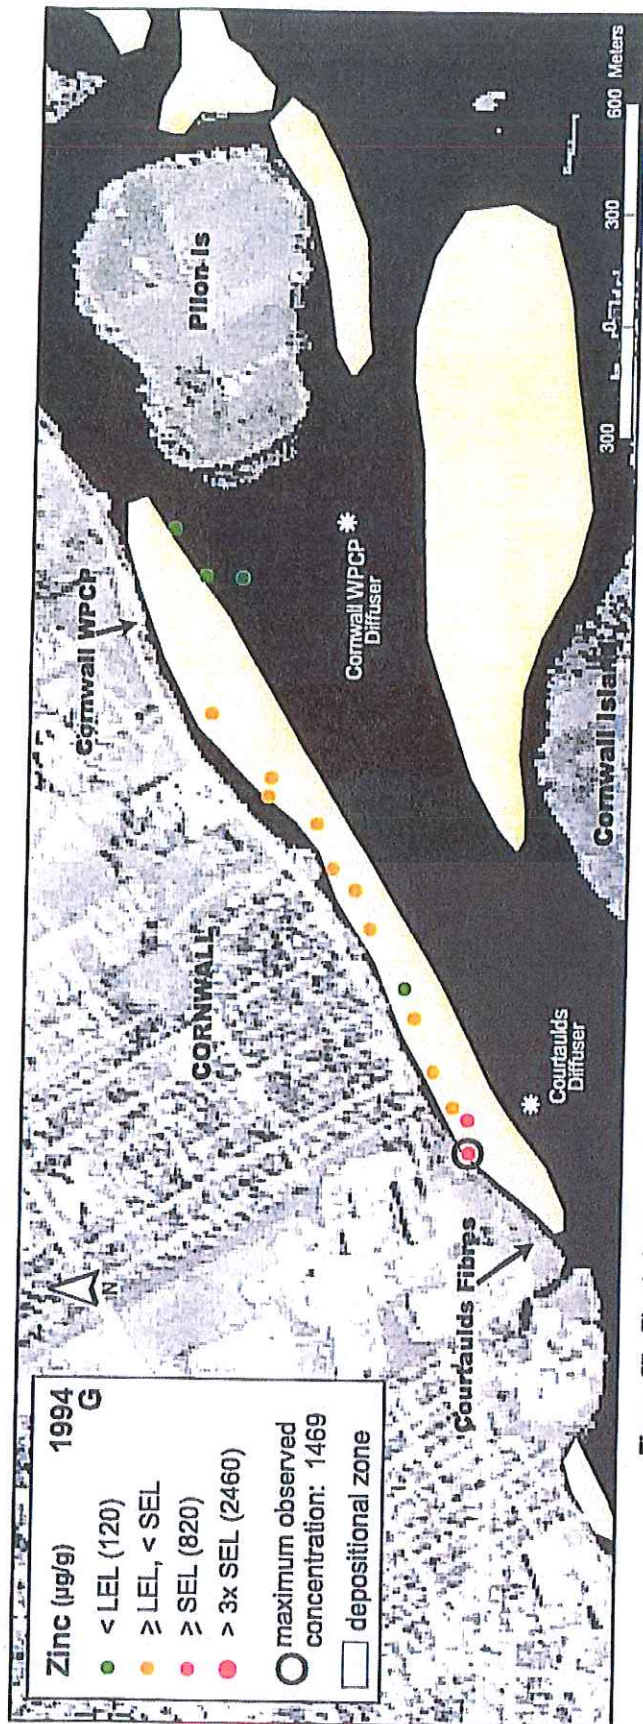 Zinc (µg/g) 1994
G
< LEL (120)
⩾ LEL, < SEL
⩾ SEL (820)
> 3x SEL (2460)
maximum observed
concentration: 1469
depositional zone
N
CORNWALL
Cornwall WPCP
Pilon Is
Courtaulds Fibres
Courtaulds
Diffuser
Cornwall WPCP
Diffuser
Cornwall Island
300 0 300 600 Meters